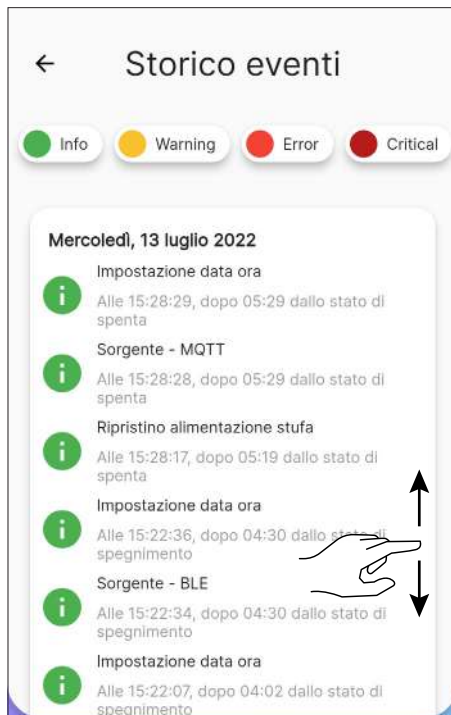 Storico eventi
Info Warning Error Critical
Mercoledì, 13 luglio 2022
Impostazione data ora
Alle 15:28:29, dopo 05:29 dallo stato di
spenta
Sorgente - MQTT
Alle 15:28:28, dopo 05:29 dallo stato di
spenta
Ripristino alimentazione stufa
Alle 15:28:17, dopo 05:19 dallo stato di
spenta
Impostazione data ora
Alle 15:22:36, dopo 04:30 dallo stato di
spegnimento
Sorgente - BLE
Alle 15:22:34, dopo 04:30 dallo stato di
spegnimento
Impostazione data ora
Alle 15:22:07, dopo 04:02 dallo stato di
spegnimento